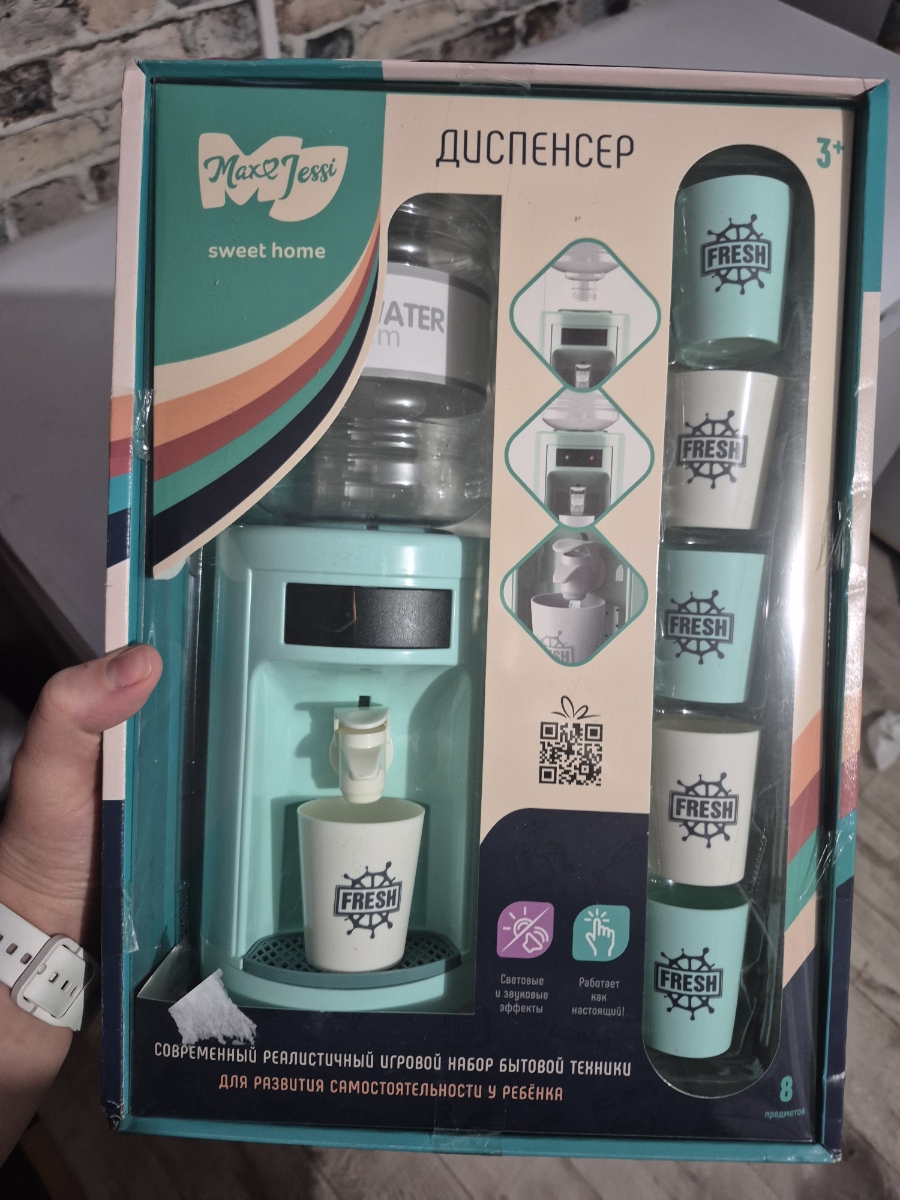 Max Jessi
sweet home
ДИСПЕНСЕР
3+
WATER
FRESH
FRESH
FRESH
FRESH
FRESH
FRESH
Световые
и звуковые
эффекты
Работает
как
настоящий!
СОВРЕМЕННЫЙ РЕАЛИСТИЧНЫЙ ИГРОВОЙ НАБОР БЫТОВОЙ ТЕХНИКИ
ДЛЯ РАЗВИТИЯ САМОСТОЯТЕЛЬНОСТИ У РЕБЁНКА
8
предметов